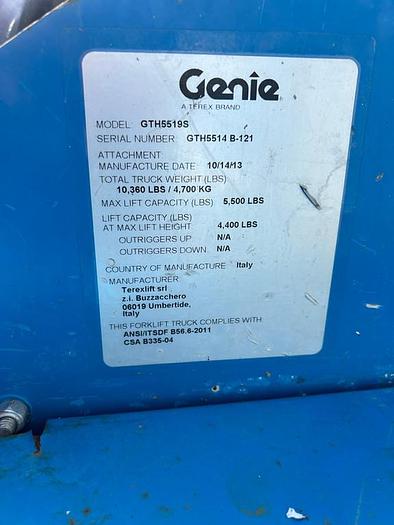 Genie
A TEREX BRAND
MODEL: GTH5519S
SERIAL NUMBER: GTH5514 B-121
ATTACHMENT:
MANUFACTURE DATE: 10/14/13
TOTAL TRUCK WEIGHT (LBS)
10,360 LBS / 4,700 KG
MAX LIFT CAPACITY (LBS) 5,500 LBS
LIFT CAPACITY (LBS)
AT MAX LIFT HEIGHT: 4,400 LBS
OUTRIGGERS UP N/A
OUTRIGGERS DOWN N/A
COUNTRY OF MANUFACTURE Italy
MANUFACTURER
Terexlift srl
z.i. Buzzacchero
06019 Umbertide,
Italy
THIS FORKLIFT TRUCK COMPLIES WITH
ANSI/ITSDF B56.6-2011
CSA B335-04